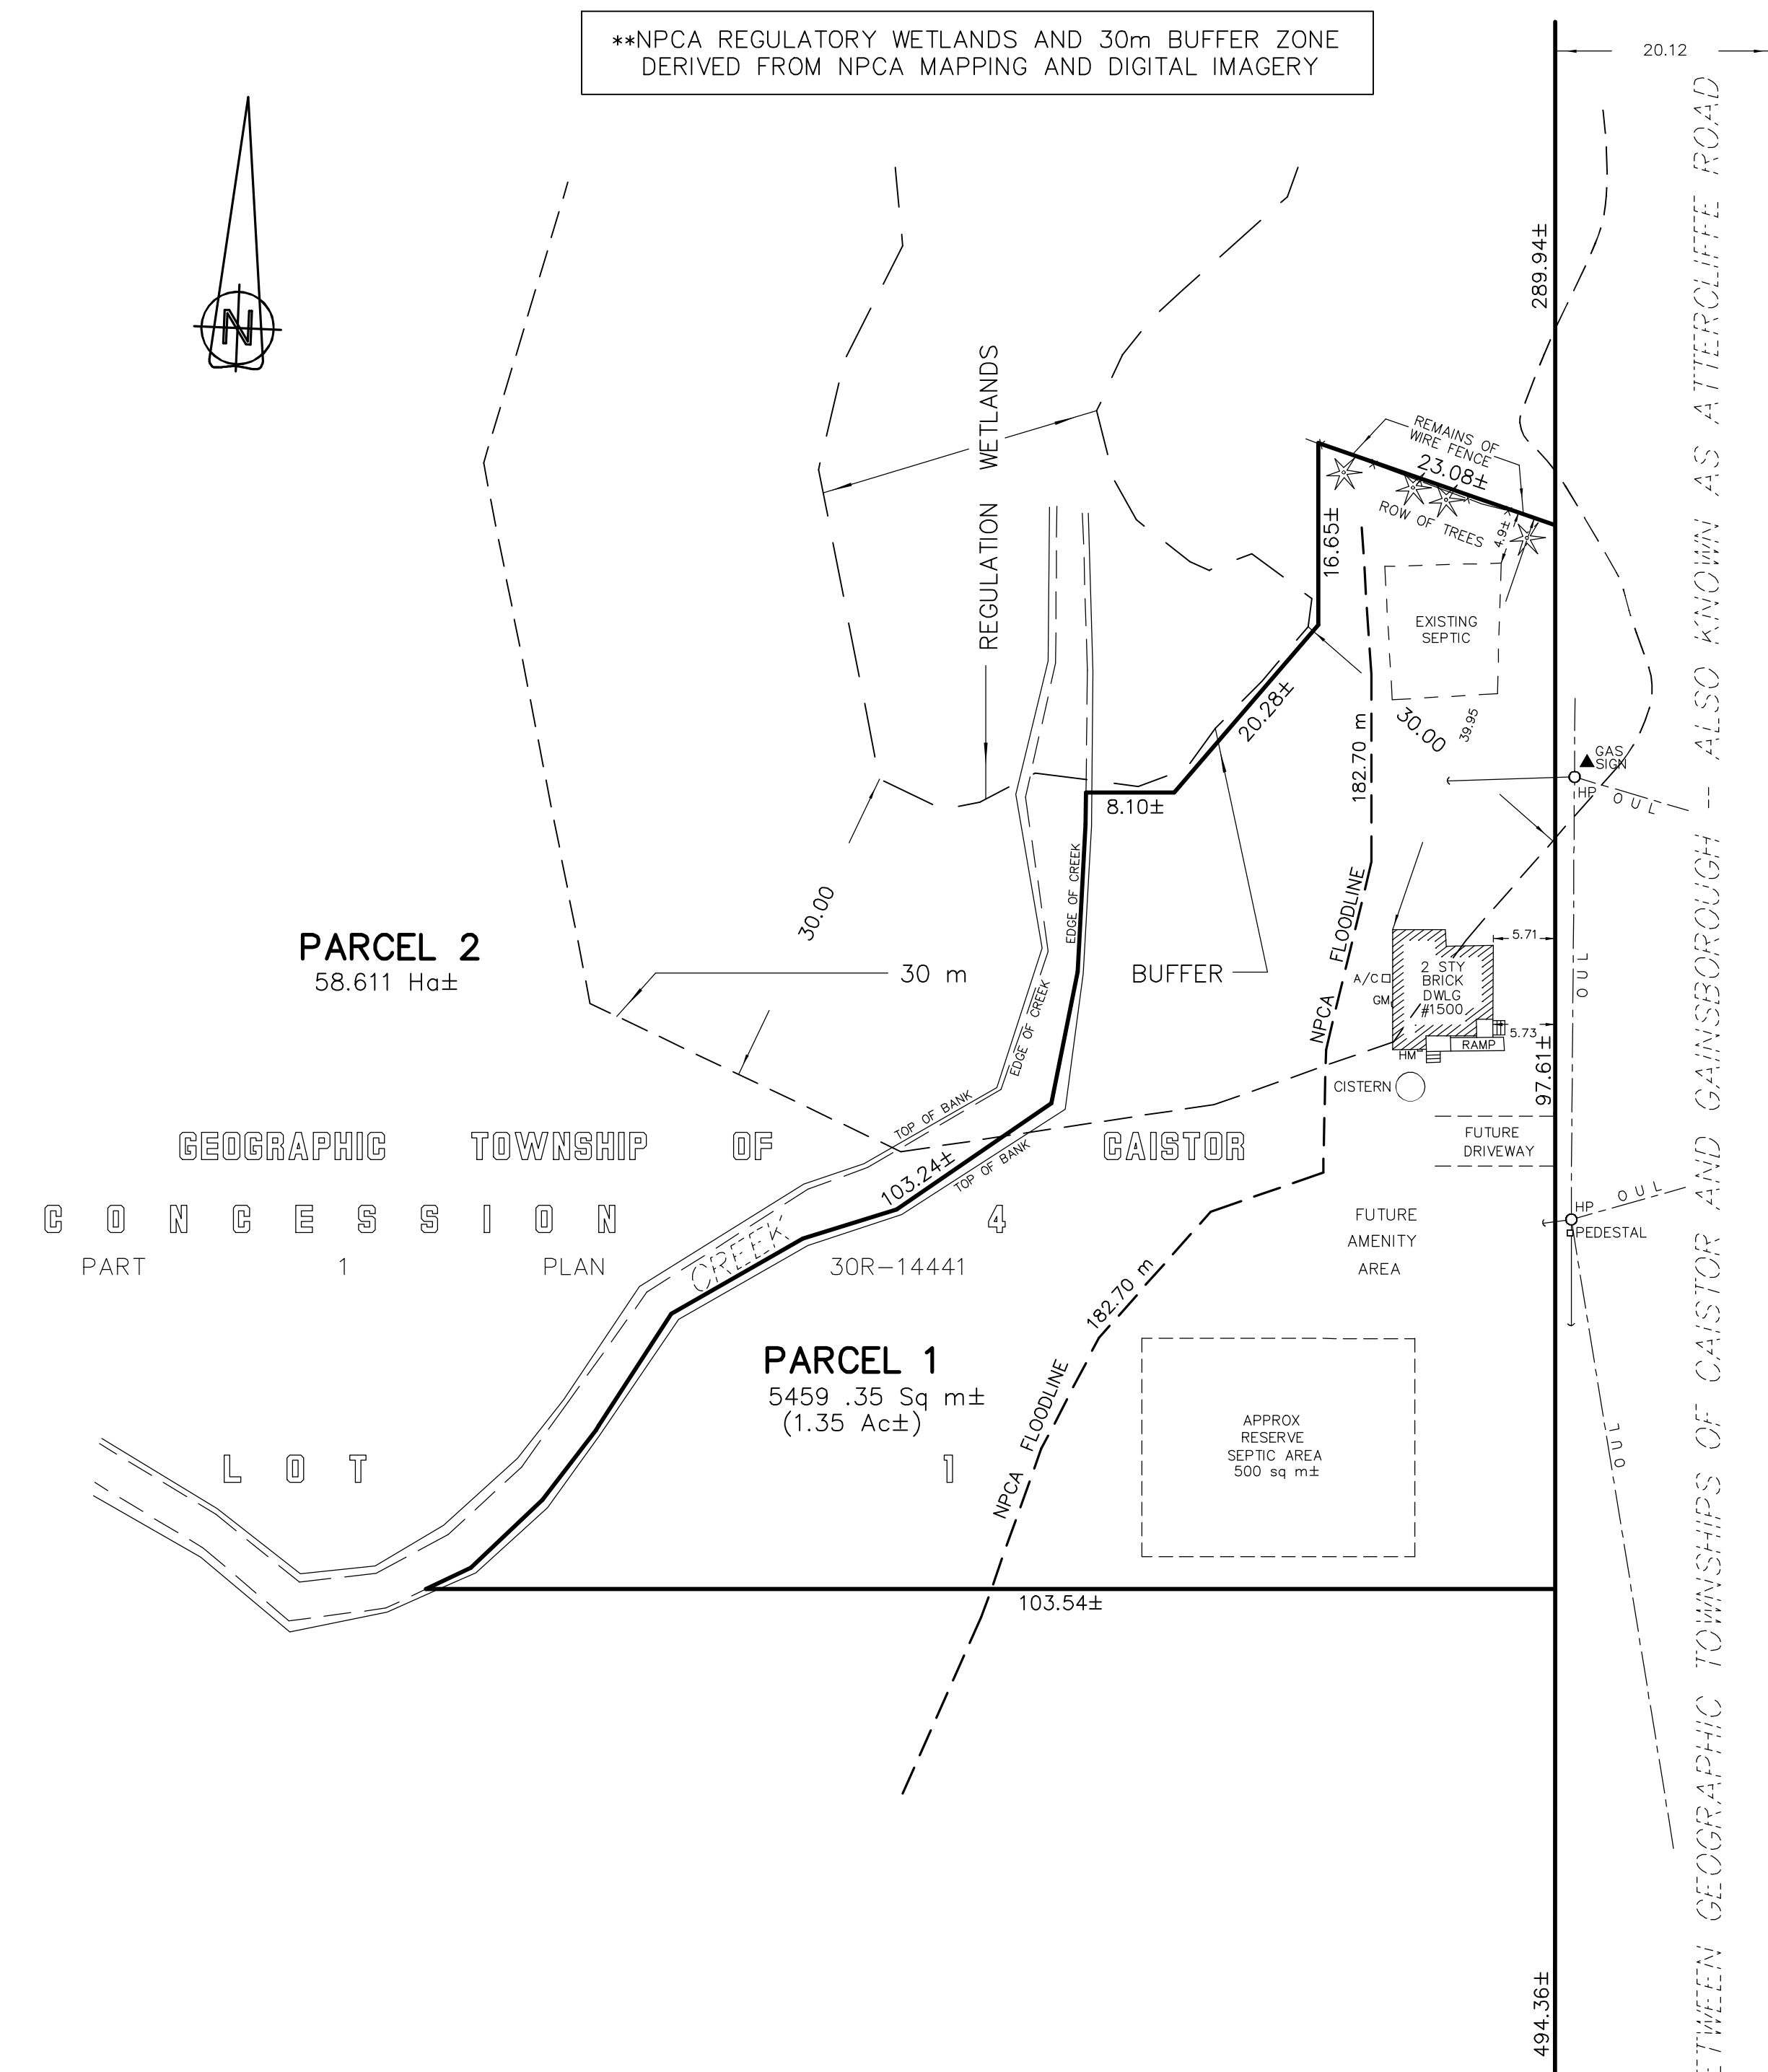 **NPCA REGULATORY WETLANDS AND 30m BUFFER ZONE
DERIVED FROM NPCA MAPPING AND DIGITAL IMAGERY
20.12
N
289.94±
REGULATION WETLANDS
REMAINS OF
WIRE FENCE
23.08±
ROW OF TREES
4.9±
16.65±
EXISTING
SEPTIC
20.28±
182.70 m
30.00
39.95
GAS
SIGN
HP
OUL
8.10±
EDGE OF CREEK
NPCA FLOODLINE
30.00
PARCEL 2
58.611 Ha±
30 m
BUFFER
5.71
A/C
GM
2 STY
BRICK
DWLG
#1500
5.73
RAMP
HM
CISTERN
97.61±
OUL
EDGE OF CREEK
TOP OF BANK
TOP OF BANK
103.24±
GEOGRAPHIC TOWNSHIP OF CAISTOR
FUTURE
DRIVEWAY
CONCESSION 4
PART 1 PLAN 30R-14441
CREEK
FUTURE
AMENITY
AREA
HP
OUL
PEDESTAL
182.70 m
NPCA FLOODLINE
PARCEL 1
5459 .35 Sq m±
(1.35 Ac±)
LOT 1
APPROX
RESERVE
SEPTIC AREA
500 sq m±
OUL
103.54±
494.36±
ETWEEN GEOGRAPHIC TOWNSHIPS OF CAISTOR AND GAINSBOROUGH - ALSO KNOWN AS ATTERCLIFFE ROAD